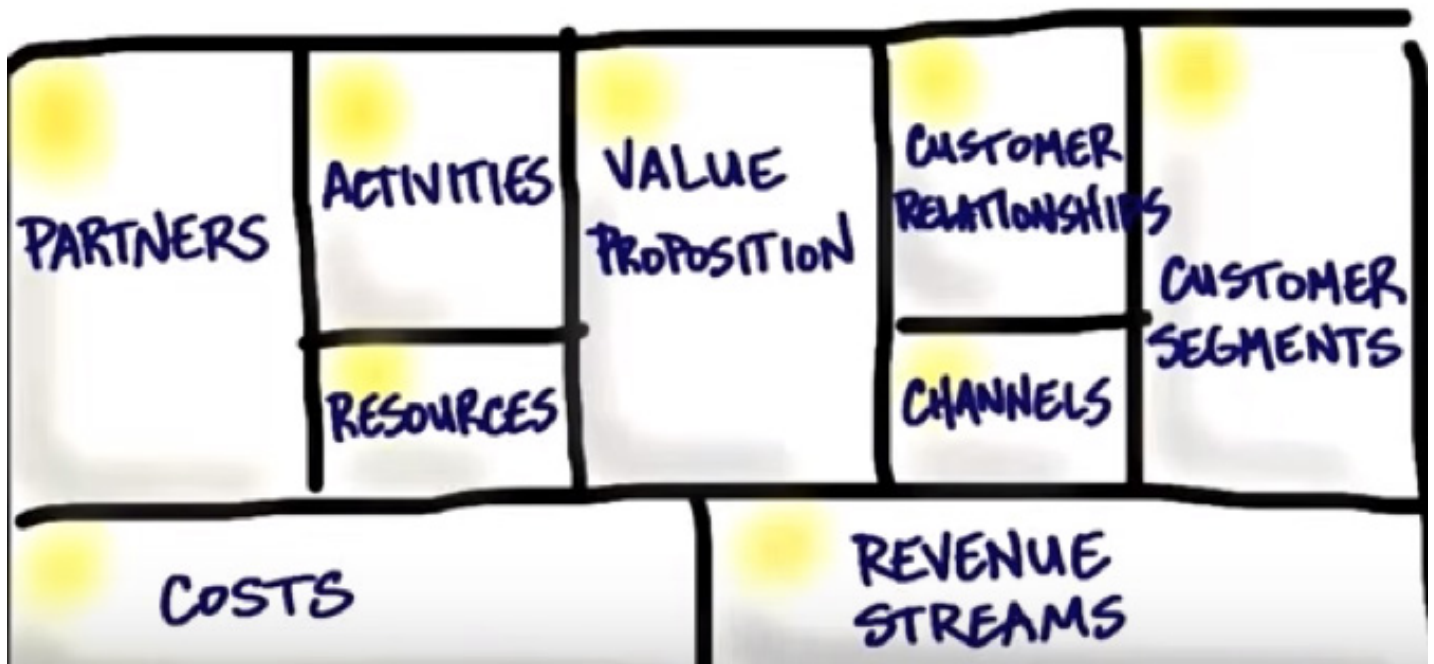 PARTNERS
ACTIVITIES
RESOURCES
VALUE
PROPOSITION
CUSTOMER
RELATIONSHIPS
CHANNELS
CUSTOMER
SEGMENTS
COSTS
REVENUE
STREAMS